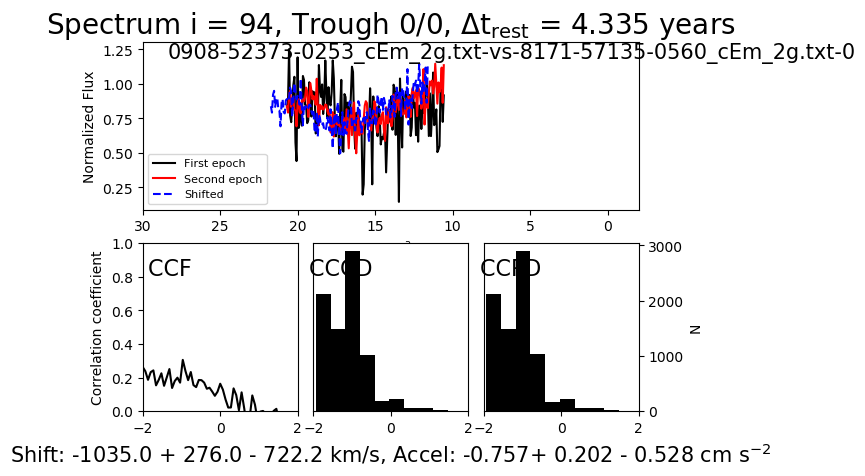 Spectrum i = 94, Trough 0/0, Δt_rest = 4.335 years
0908-52373-0253_cEm_2g.txt-vs-8171-57135-0560_cEm_2g.txt-0
Normalized Flux
1.25
1.00
0.75
0.50
0.25
First epoch
Second epoch
Shifted
30 25 20 15 10 5 0
Correlation coefficient
1.0
0.8
0.6
0.4
0.2
0.0
CCF
−2 0 2
CCCD
−2 0 2
CCPD
−2 0 2
3000
2000
1000
0
N
Shift: -1035.0 + 276.0 - 722.2 km/s, Accel: -0.757+ 0.202 - 0.528 cm s⁻²